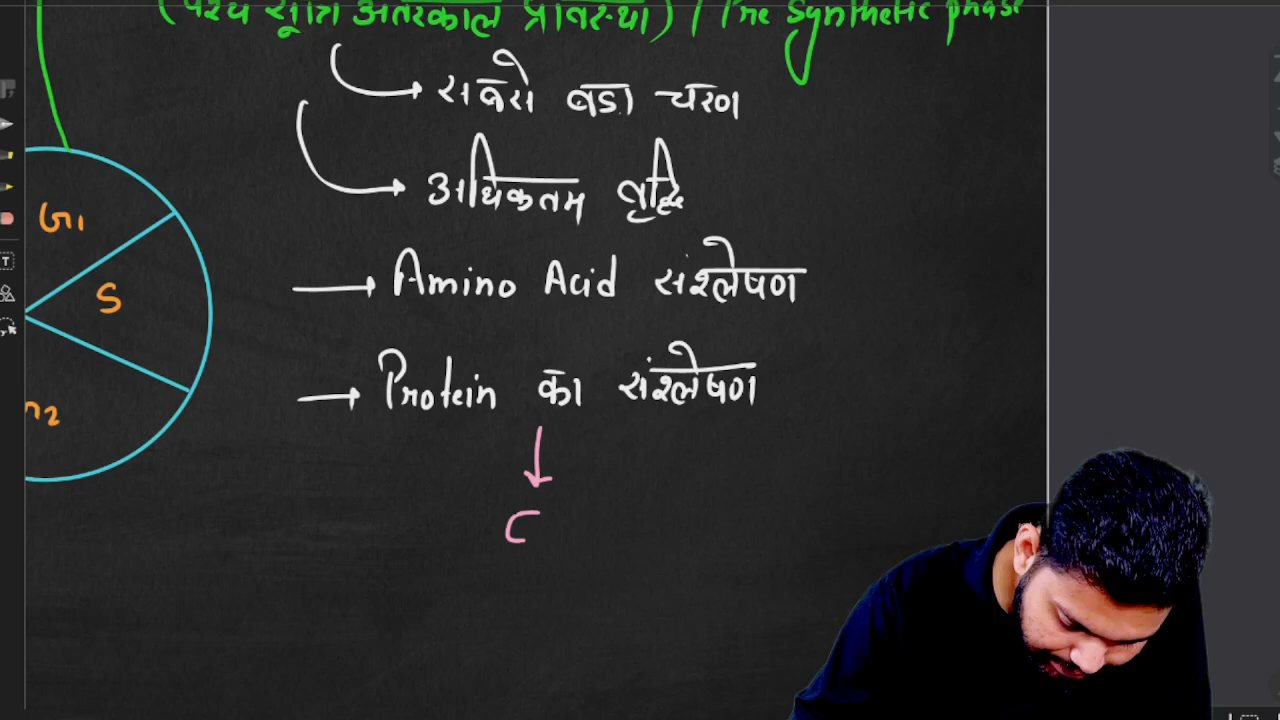 (पश्च सूत्री अंतरकाल प्रावस्था) / Pre Synthetic phase
सबसे बडा चरण
अधिकतम वृद्धि
G1
S
Amino Acid संश्लेषण
Protein का संश्लेषण
C